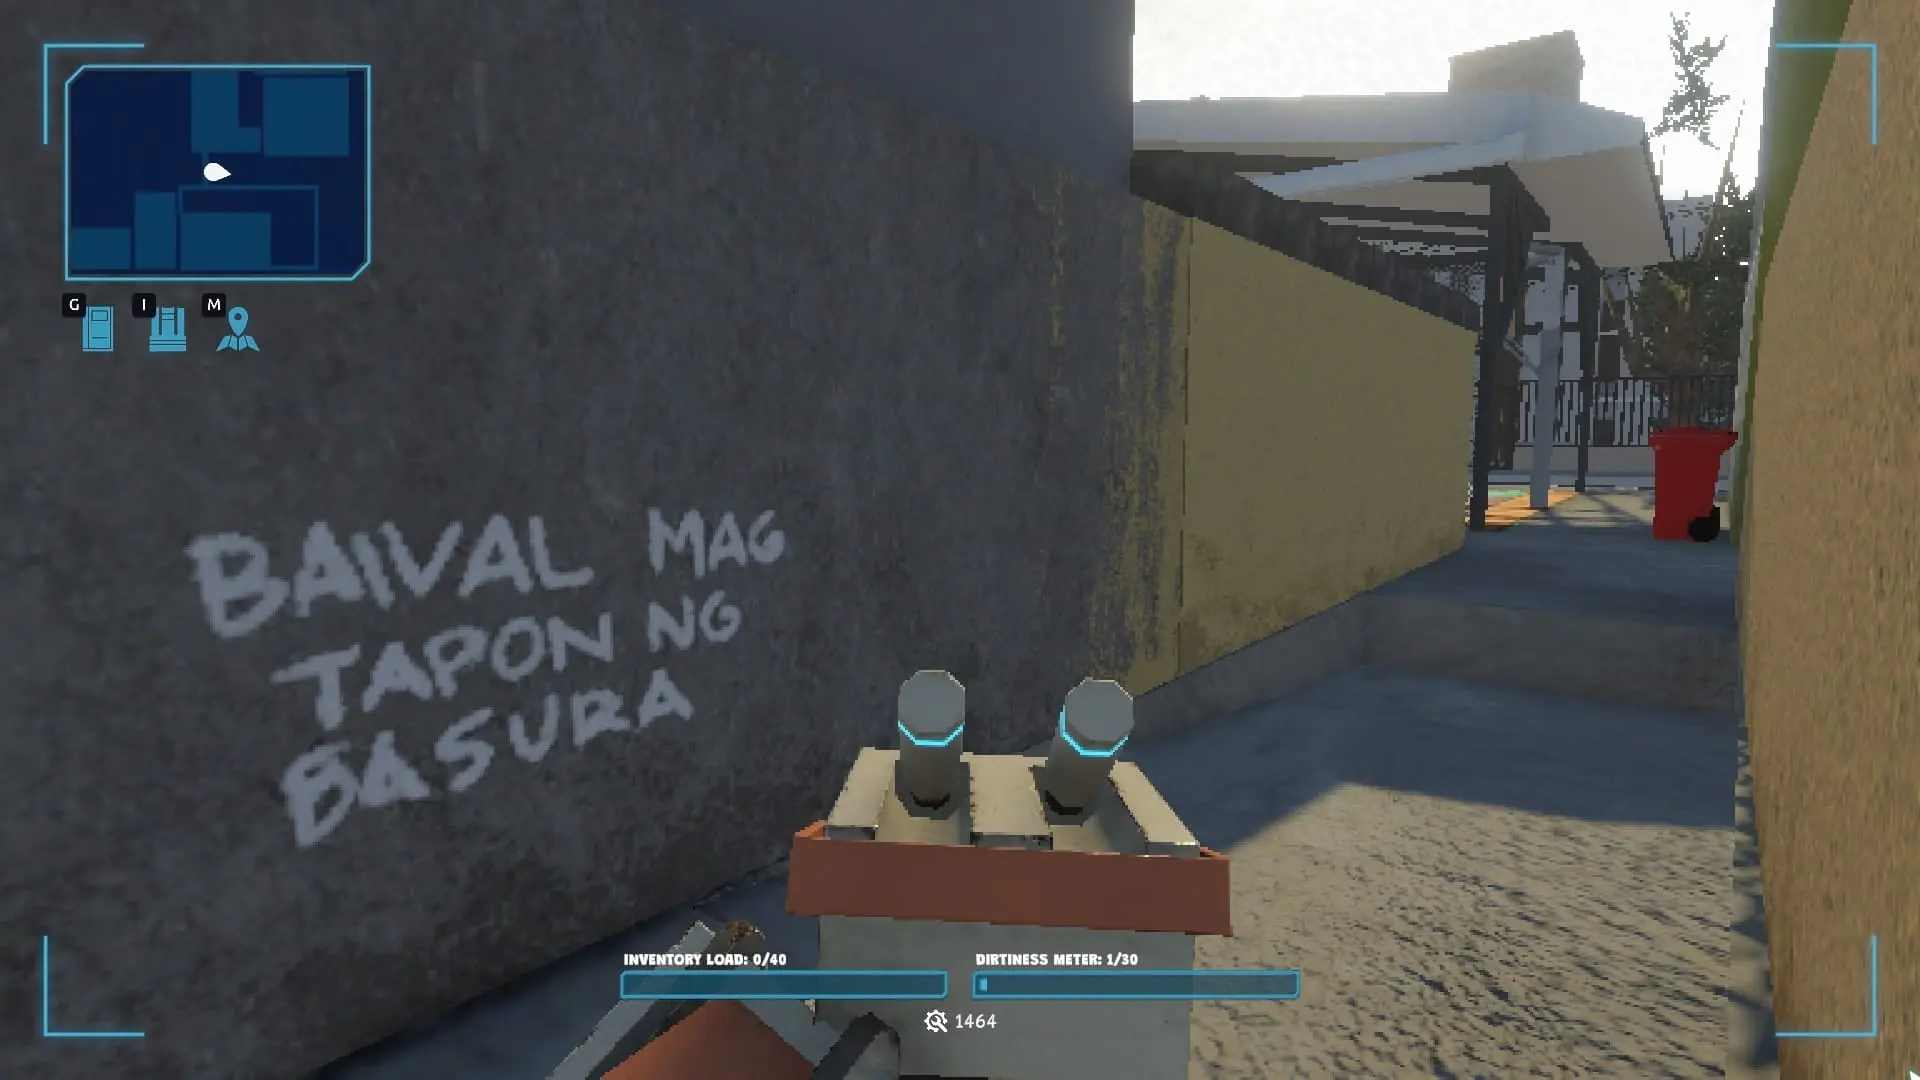 G I M
BAIVAL MAG
TAPON NG
BASURA
INVENTORY LOAD: 0/40
DIRTINESS METER: 1/30
1464